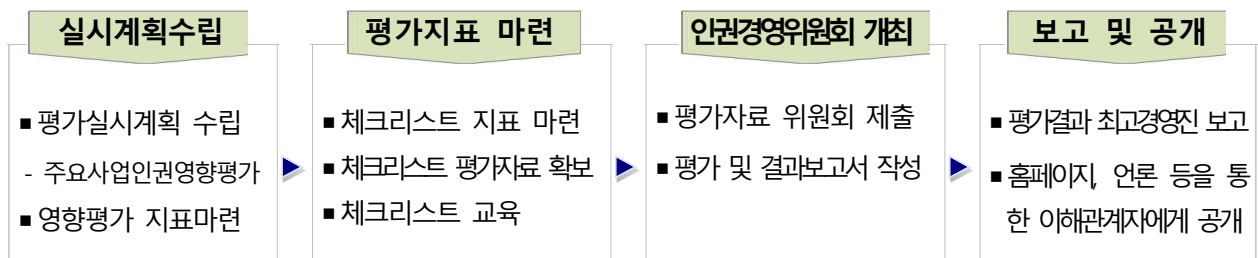 실시계획수립
■ 평가실시계획 수립
- 주요사업인권영향평가
■ 영향평가 지표마련
평가지표 마련
■ 체크리스트 지표 마련
■ 체크리스트 평가자료 확보
■ 체크리스트 교육
인권경영위원회 개최
■ 평가자료 위원회 제출
■ 평가 및 결과보고서 작성
보고 및 공개
■ 평가결과 최고경영진 보고
■ 홈페이지, 언론 등을 통
한 이해관계자에게 공개